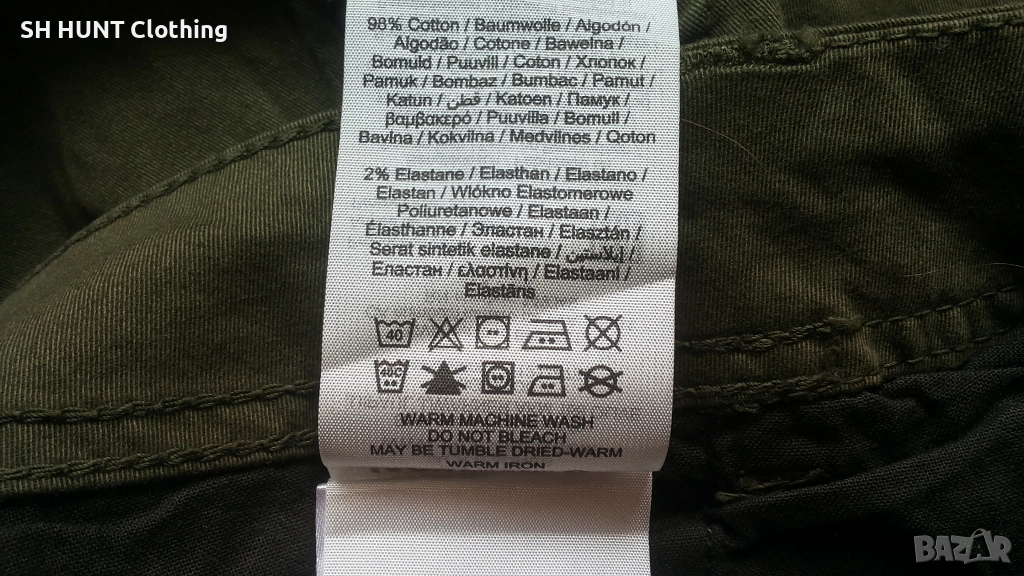 SH HUNT Clothing
98% Cotton / Baumwolle / Algodón /
Algodão / Cotone / Bawełna /
Bomuld / Puuvill / Coton / Хлопок /
Pamuk / Bombaz / Bumbac / Pamut /
Katun / قطن / Katoen / Памук /
βαμβακερό / Puuvilla / Bomull /
Bavlna / Kokvilna / Medvilnes / Qoton
2% Elastane / Elasthan / Elastano /
Elastan / Włókno Elastomerowe
Poliuretanowe / Elastaan /
Élasthanne / Эластан / Elasztán /
Serat sintetik elastane / إيلاستين /
Еластан / ελαστίνη / Elastaani /
Elastāns
40
WARM MACHINE WASH
DO NOT BLEACH
MAY BE TUMBLE DRIED-WARM
WARM IRON
BAZAR